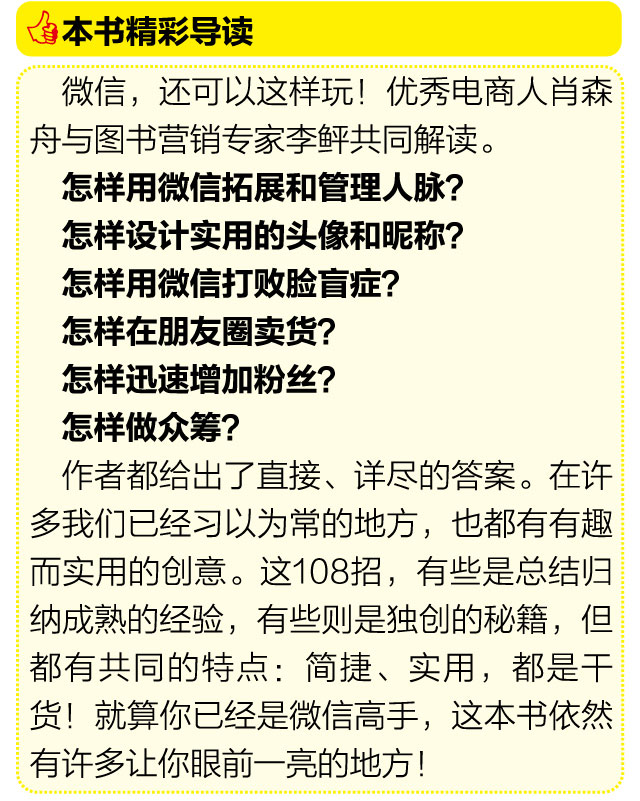 本书精彩导读
微信，还可以这样玩！优秀电商人肖森
舟与图书营销专家李鲆共同解读。
怎样用微信拓展和管理人脉？
怎样设计实用的头像和昵称？
怎样用微信打败脸盲症？
怎样在朋友圈卖货？
怎样迅速增加粉丝？
怎样做众筹？
作者都给出了直接、详尽的答案。在许
多我们已经习以为常的地方，也都有有趣
而实用的创意。这108招，有些是总结归
纳成熟的经验，有些则是独创的秘籍，但
都有共同的特点：简捷、实用，都是干
货！就算你已经是微信高手，这本书依然
有许多让你眼前一亮的地方！